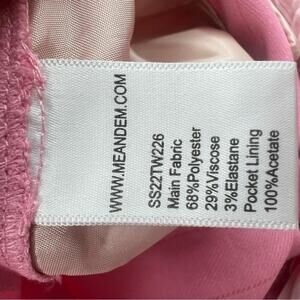 WWW.MEANDEM.COM
SS22TW226
Main Fabric
68%Polyester
29%Viscose
3%Elastane
Pocket Lining
100%Acetate